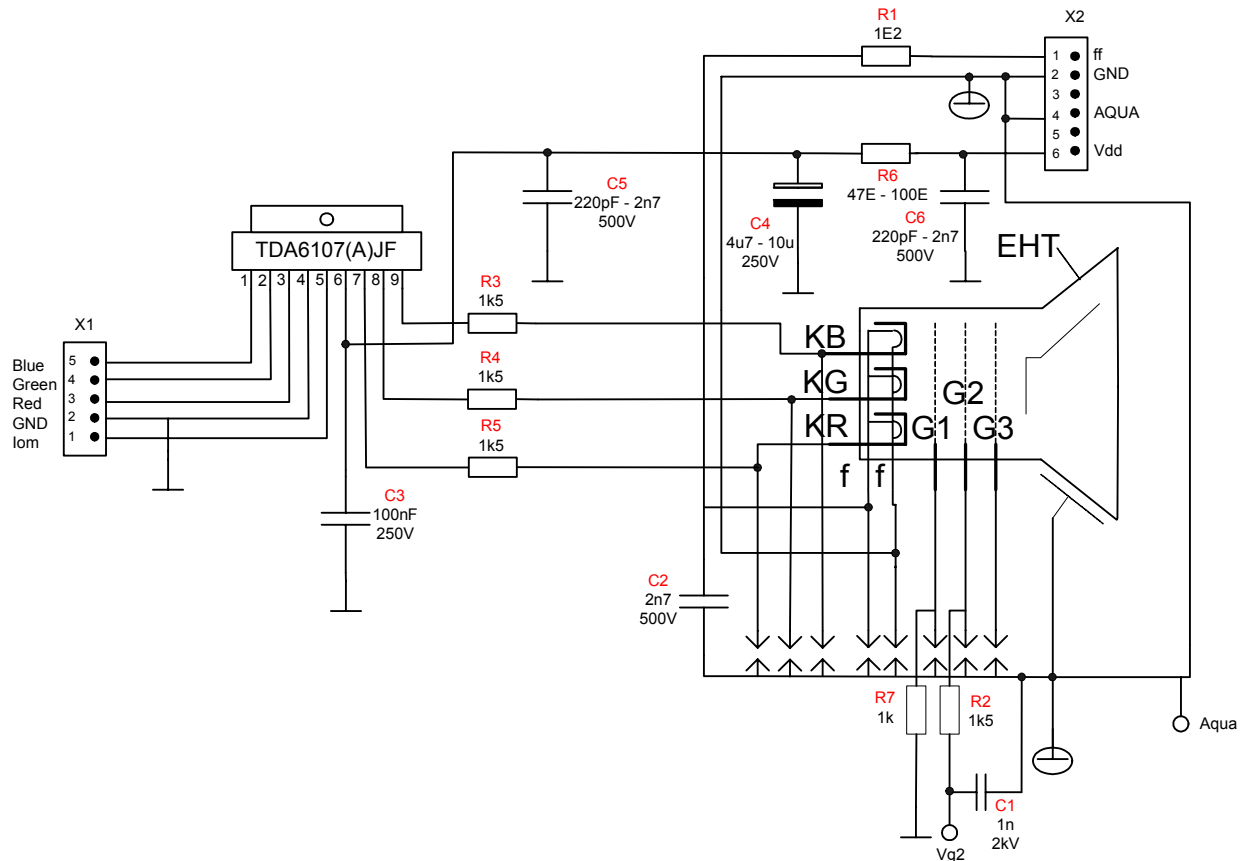 R1
1E2
X2
1
ff
2
GND
3
4
AQUA
5
6
Vdd
C5
220pF - 2n7
500V
R6
47E - 100E
C4
4u7 - 10u
250V
C6
220pF - 2n7
500V
EHT
TDA6107(A)JF
1 2 3 4 5 6 7 8 9
R3
1k5
X1
Blue
5
Green
4
Red
3
GND
2
Iom
1
R4
1k5
R5
1k5
KB
KG
KR
G1
G2
G3
f f
C3
100nF
250V
C2
2n7
500V
R7
1k
R2
1k5
Aqua
C1
1n
2kV
Vg2